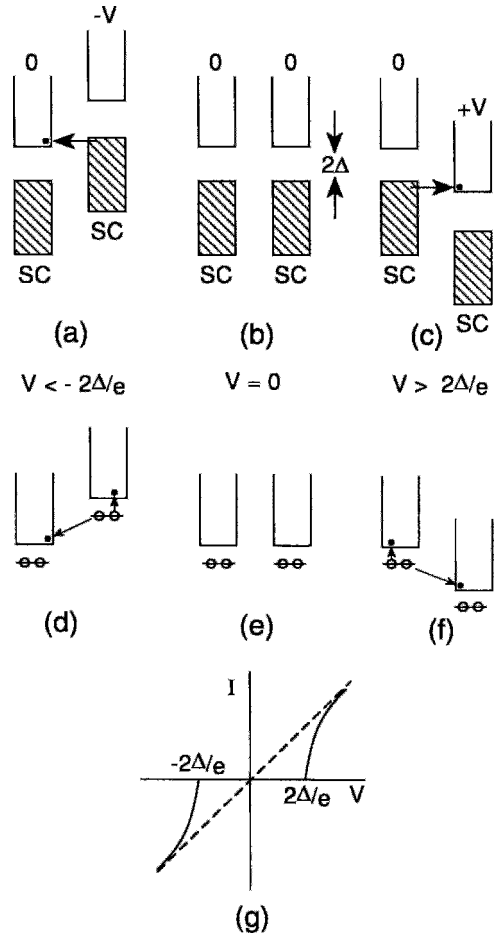 -V
0 0 0 0
+V
2Δ
SC SC SC SC SC
SC
(a) (b) (c)
V < - 2Δ/e V = 0 V > 2Δ/e
(d) (e) (f)
I
-2Δ/e
2Δ/e V
(g)